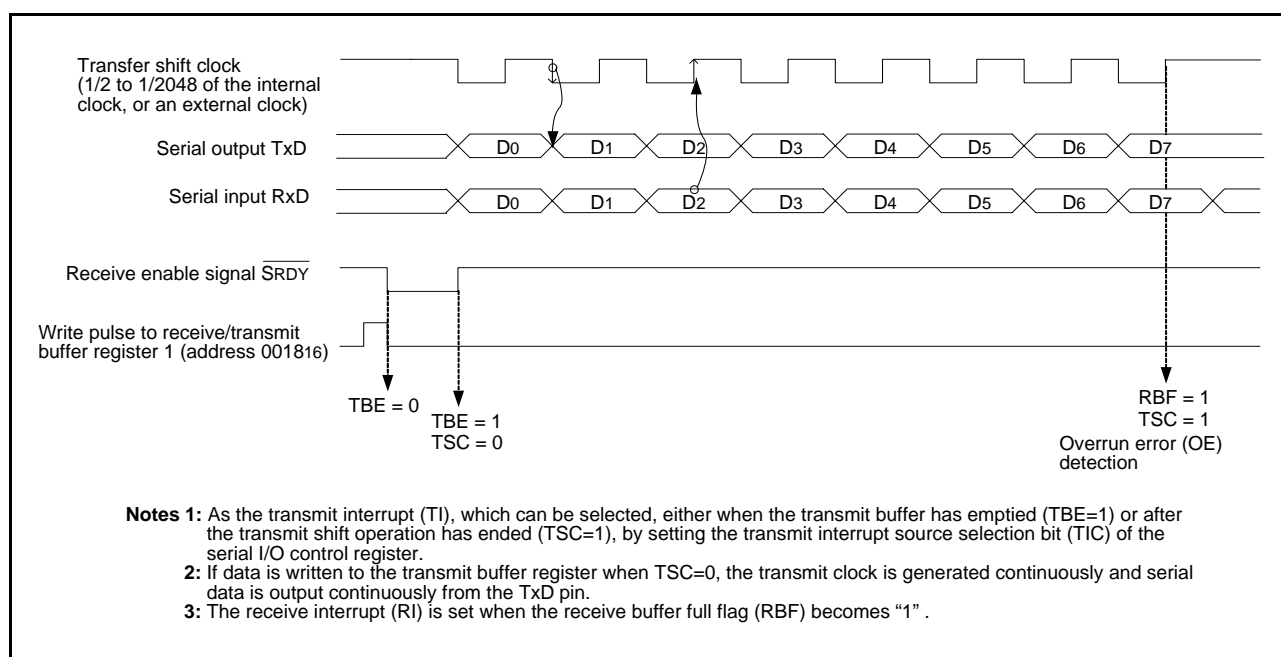 Transfer shift clock
(1/2 to 1/2048 of the internal
clock, or an external clock)
Serial output TxD
D0 D1 D2 D3 D4 D5 D6 D7
Serial input RxD
D0 D1 D2 D3 D4 D5 D6 D7
Receive enable signal S̅R̅D̅Y̅
Write pulse to receive/transmit
buffer register 1 (address 001816)
TBE = 0
TBE = 1
TSC = 0
RBF = 1
TSC = 1
Overrun error (OE)
detection
Notes 1: As the transmit interrupt (TI), which can be selected, either when the transmit buffer has emptied (TBE=1) or after
the transmit shift operation has ended (TSC=1), by setting the transmit interrupt source selection bit (TIC) of the
serial I/O control register.
2: If data is written to the transmit buffer register when TSC=0, the transmit clock is generated continuously and serial
data is output continuously from the TxD pin.
3: The receive interrupt (RI) is set when the receive buffer full flag (RBF) becomes “1” .